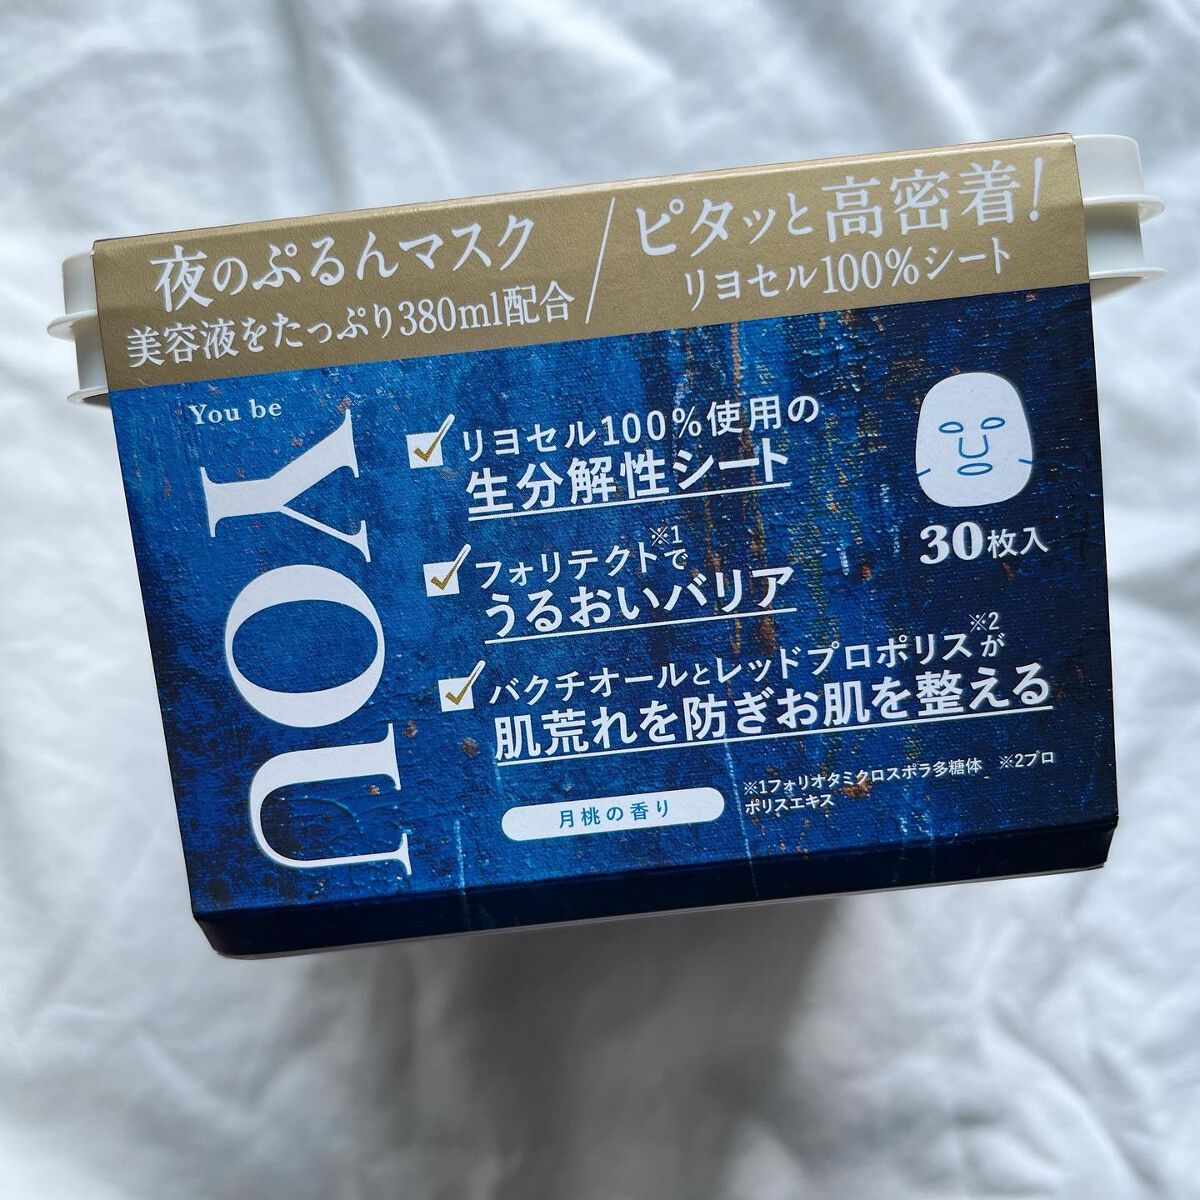 夜のぷるんマスク
美容液をたっぷり380ml配合
ピタッと高密着!
リヨセル100%シート
You be
YOU
リヨセル100%使用の
生分解性シート
フォリテクト※1で
うるおいバリア
バクチオールとレッドプロポリス※2が
肌荒れを防ぎお肌を整える
30枚入
※1フォリオタミクロスポラ多糖体 ※2プロ
ポリスエキス
月桃の香り